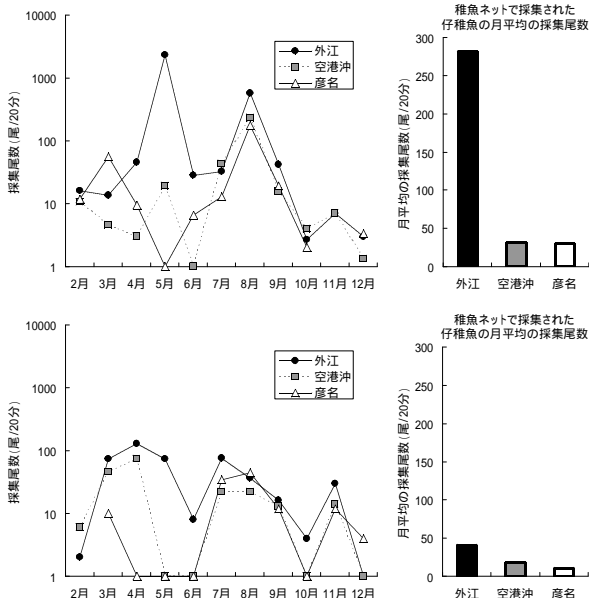 10000
1000
100
10
1
採集尾数(尾/20分)
外江
空港沖
彦名
2月 3月 4月 5月 6月 7月 8月 9月 10月 11月 12月
稚魚ネットで採集された
仔稚魚の月平均の採集尾数
300
250
200
150
100
50
0
月平均の採集尾数(尾/20分)
外江 空港沖 彦名
10000
1000
100
10
1
採集尾数(尾/20分)
外江
空港沖
彦名
2月 3月 4月 5月 6月 7月 8月 9月 10月 11月 12月
稚魚ネットで採集された
仔稚魚の月平均の採集尾数
300
250
200
150
100
50
0
月平均の採集尾数(尾/20分)
外江 空港沖 彦名